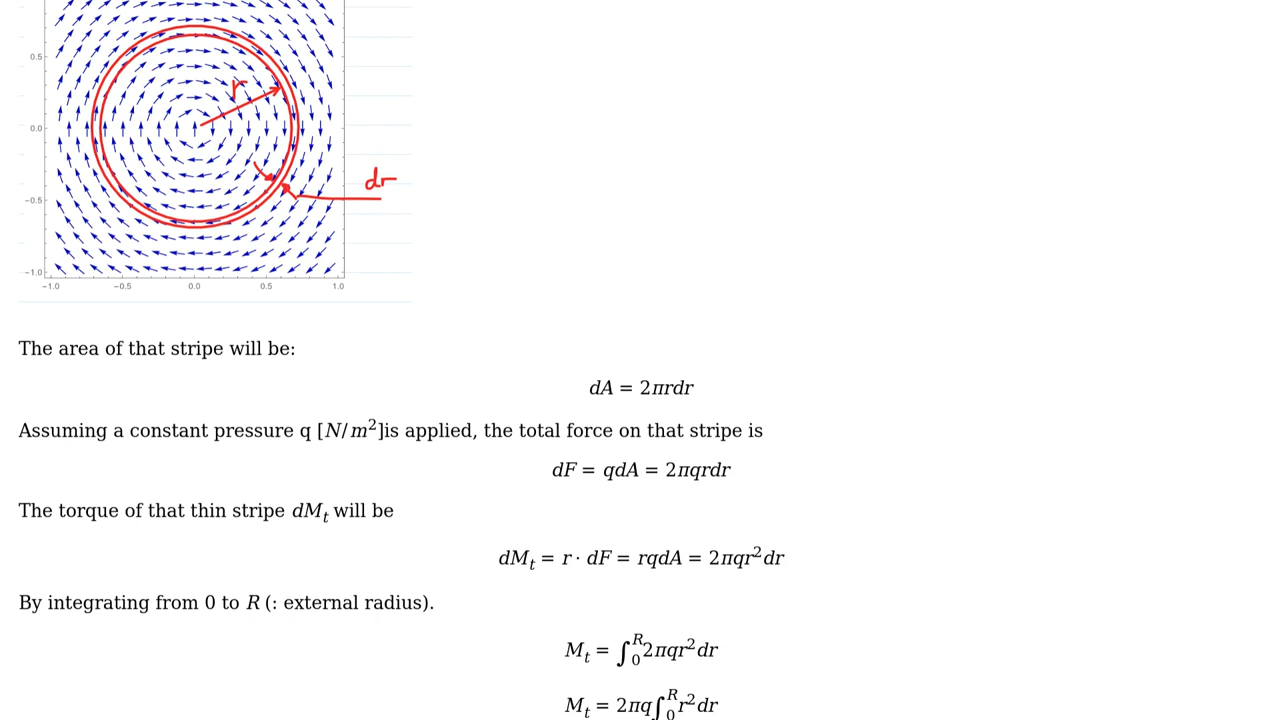 0.5
r
0.0
dr
−0.5
−1.0
−1.0 −0.5 0.0 0.5 1.0
The area of that stripe will be:
dA = 2πrdr
Assuming a constant pressure q [N/m²]is applied, the total force on that stripe is
dF = qdA = 2πqrdr
The torque of that thin stripe dM_t will be
dM_t = r · dF = rqdA = 2πqr²dr
By integrating from 0 to R (: external radius).
M_t = ∫_0^R 2πqr²dr
M_t = 2πq∫_0^R r²dr